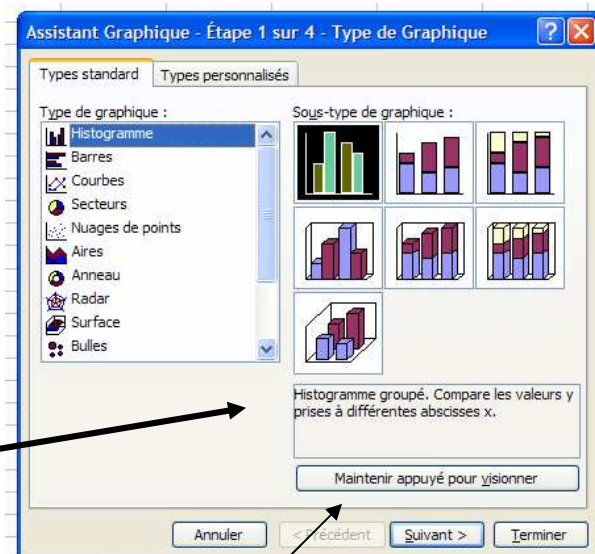 Assistant Graphique - Étape 1 sur 4 - Type de Graphique
Types standard
Types personnalisés
Type de graphique :
Histogramme
Barres
Courbes
Secteurs
Nuages de points
Aires
Anneau
Radar
Surface
Bulles
Sous-type de graphique :
Histogramme groupé. Compare les valeurs y
prises à différentes abscisses x.
Maintenir appuyé pour visionner
Annuler
< Précédent
Suivant >
Terminer